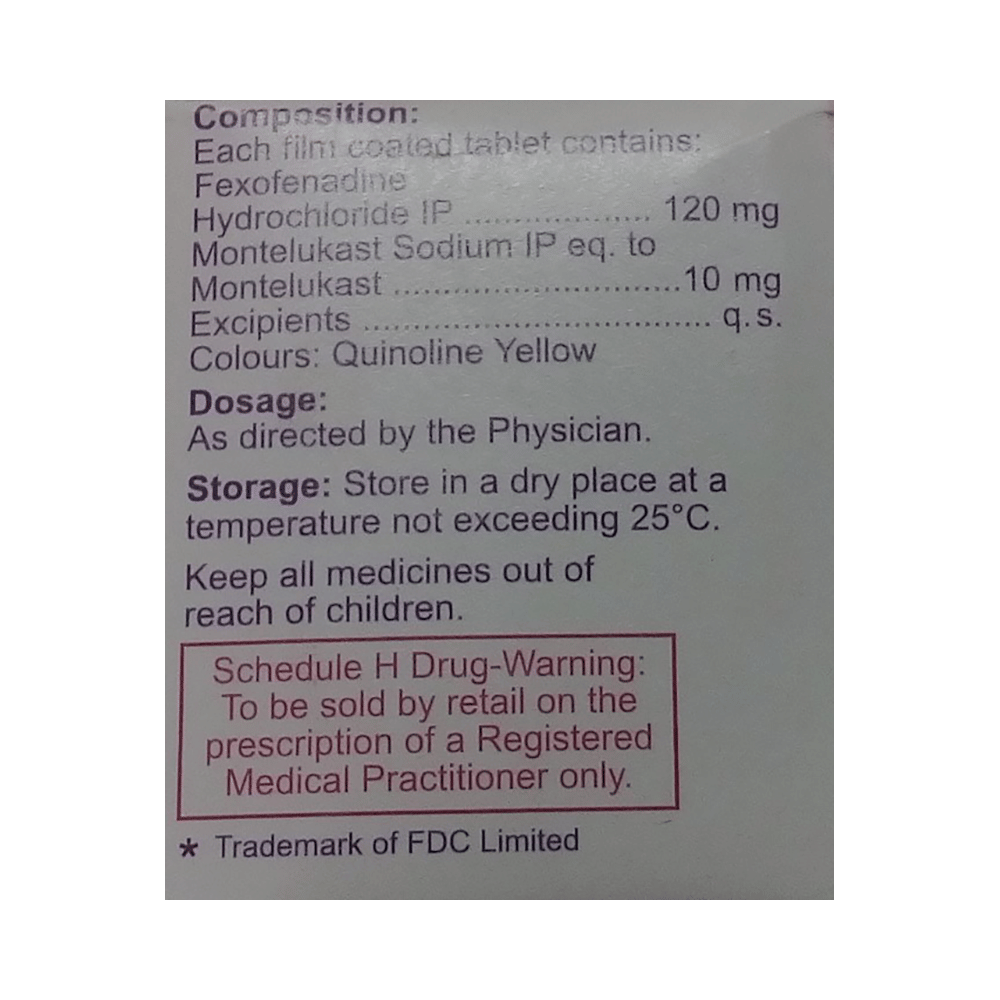 Composition:
Each film coated tablet contains:
Fexofenadine
Hydrochloride IP ................... 120 mg
Montelukast Sodium IP eq. to
Montelukast .............................10 mg
Excipients ................................... q.s.
Colours: Quinoline Yellow
Dosage:
As directed by the Physician.
Storage: Store in a dry place at a
temperature not exceeding 25°C.
Keep all medicines out of
reach of children.
Schedule H Drug-Warning:
To be sold by retail on the
prescription of a Registered
Medical Practitioner only.
* Trademark of FDC Limited